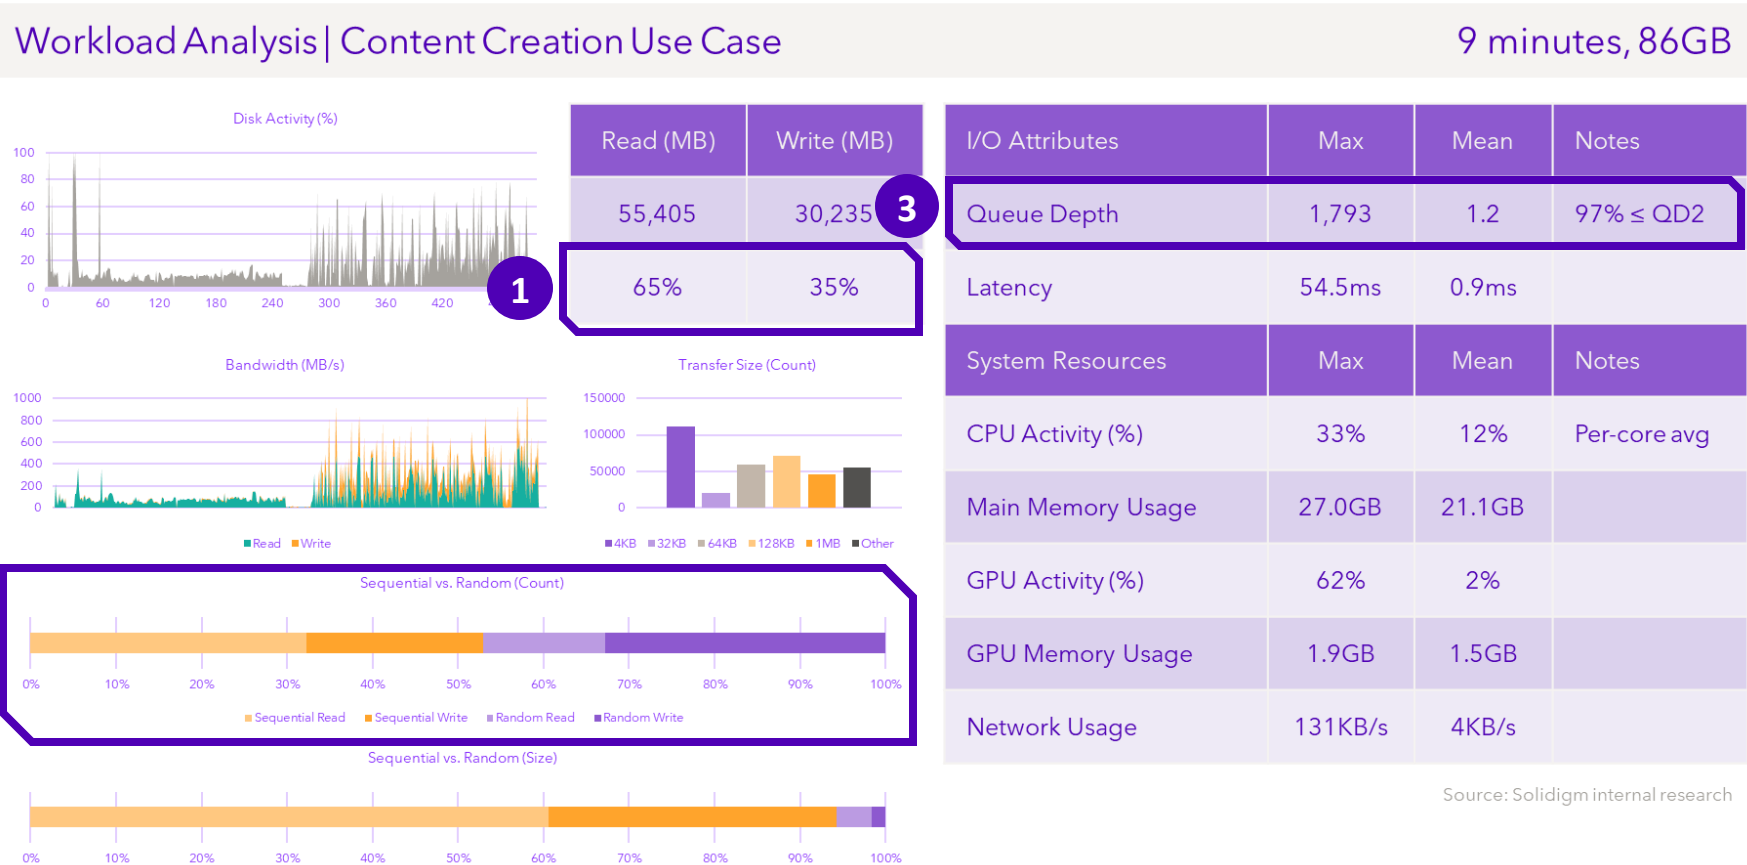 Workload Analysis | Content Creation Use Case
9 minutes, 86GB
Disk Activity (%)
100
80
60
40
20
0
0 60 120 180 240 300 360 420
1
Read (MB) Write (MB)
55,405 30,235
65% 35%
3
I/O Attributes Max Mean Notes
Queue Depth 1,793 1.2 97% ≤ QD2
Latency 54.5ms 0.9ms
System Resources Max Mean Notes
CPU Activity (%) 33% 12% Per-core avg
Main Memory Usage 27.0GB 21.1GB
GPU Activity (%) 62% 2%
GPU Memory Usage 1.9GB 1.5GB
Network Usage 131KB/s 4KB/s
Source: Solidigm internal research
Bandwidth (MB/s)
1000
800
600
400
200
0
Read Write
Transfer Size (Count)
150000
100000
50000
0
4KB 32KB 64KB 128KB 1MB Other
Sequential vs. Random (Count)
0% 10% 20% 30% 40% 50% 60% 70% 80% 90% 100%
Sequential Read Sequential Write Random Read Random Write
Sequential vs. Random (Size)
0% 10% 20% 30% 40% 50% 60% 70% 80% 90% 100%